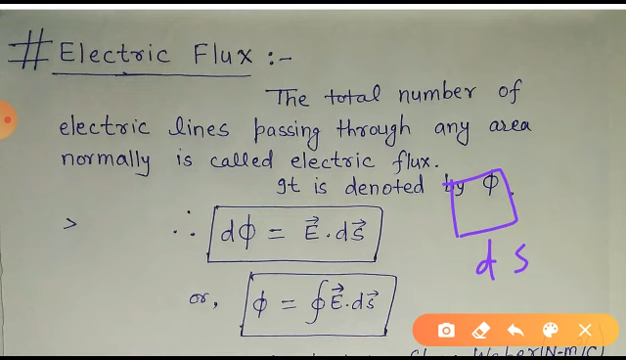 # Electric Flux :-
The total number of
electric lines passing through any area
normally is called electric flux.
It is denoted by ϕ.
∴ dϕ = E⃗.ds⃗
or, ϕ = ∮E⃗.ds⃗
ds